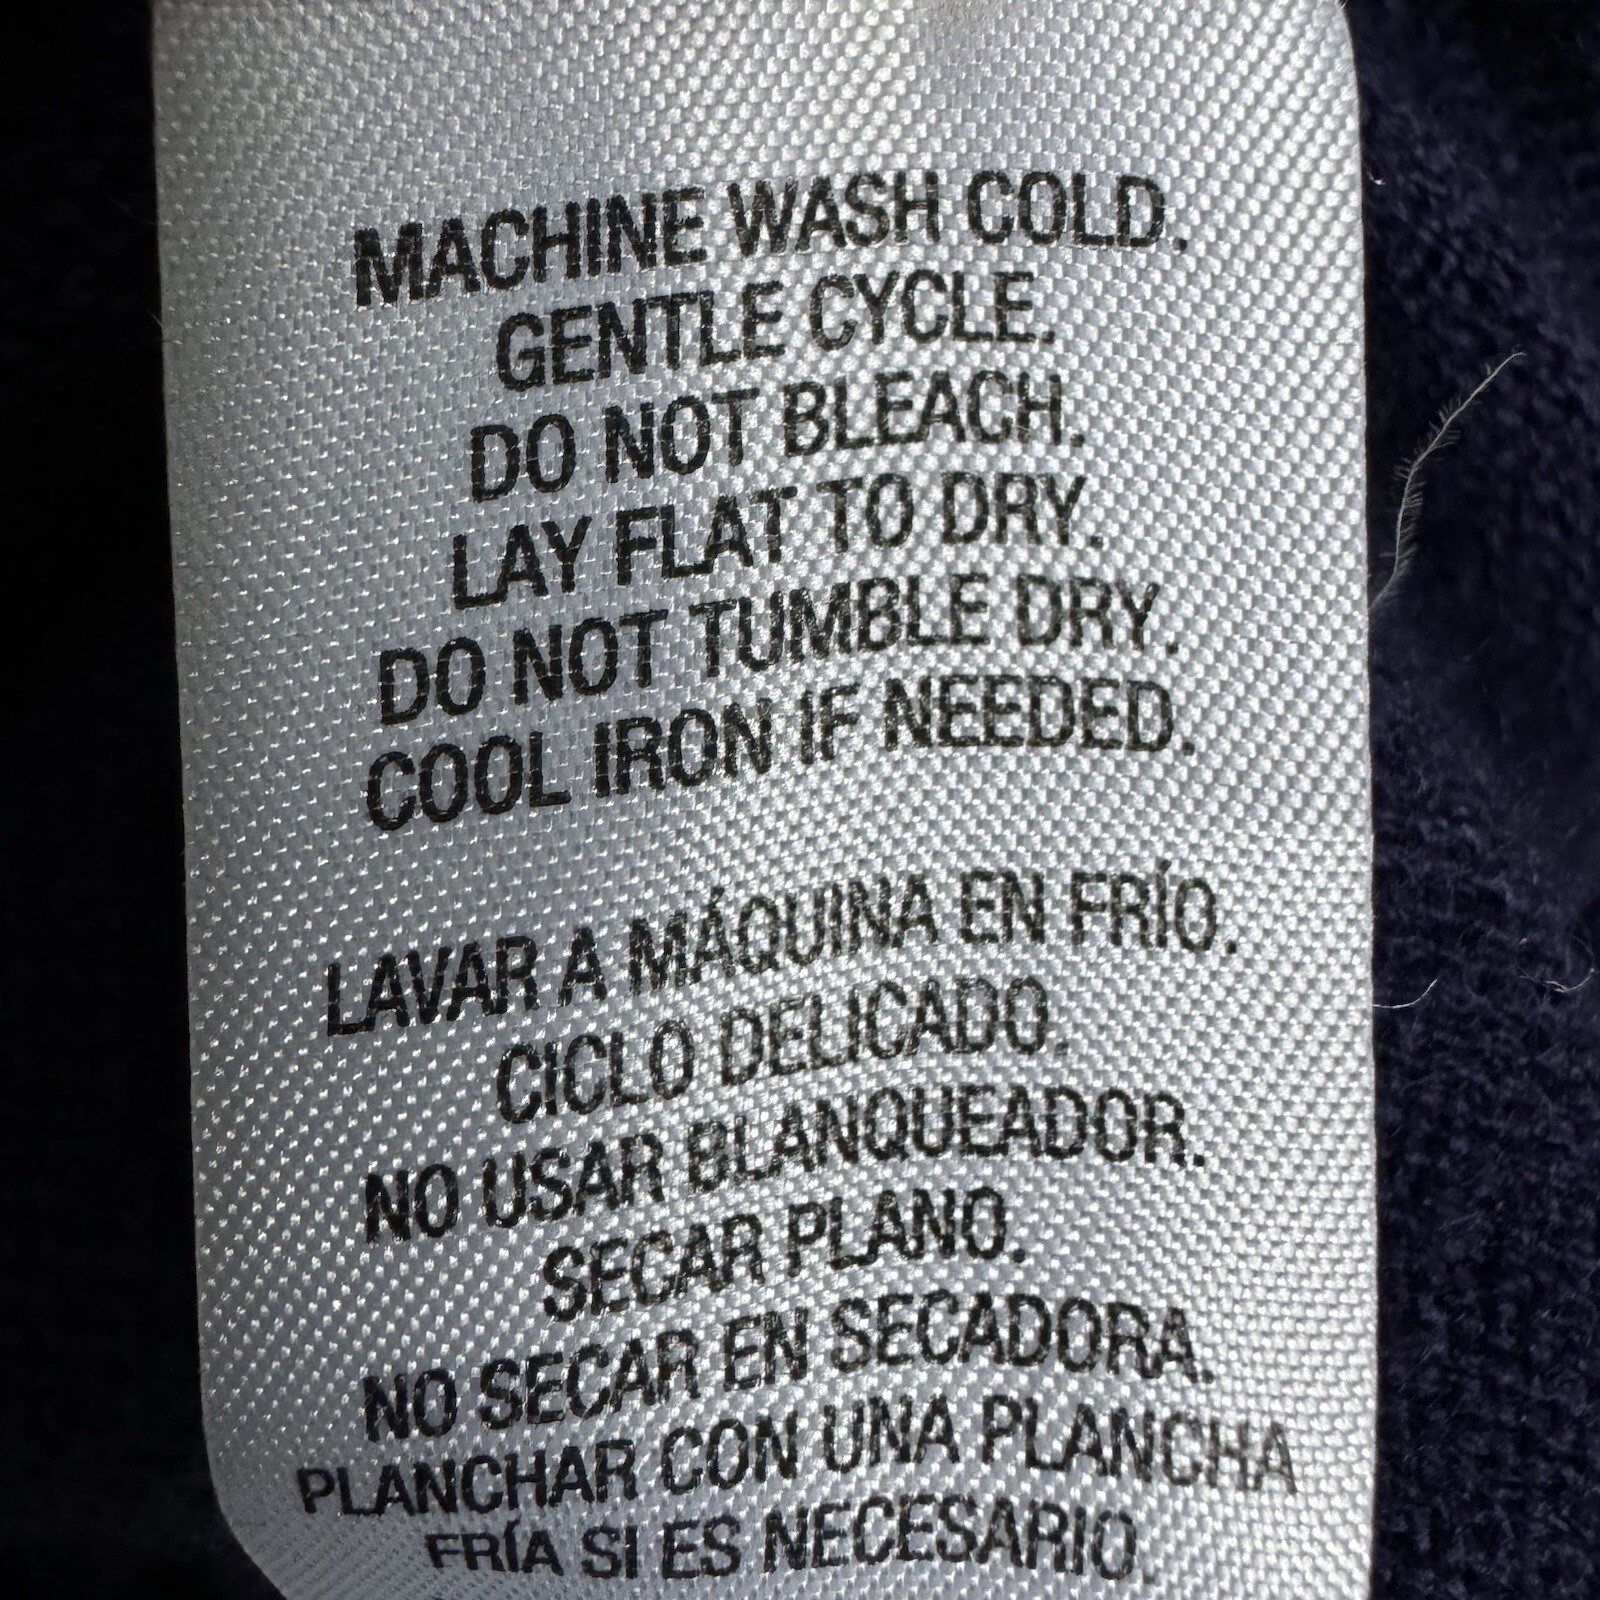 MACHINE WASH COLD.
GENTLE CYCLE.
DO NOT BLEACH.
LAY FLAT TO DRY.
DO NOT TUMBLE DRY.
COOL IRON IF NEEDED.
LAVAR A MÁQUINA EN FRÍO.
CICLO DELICADO.
NO USAR BLANQUEADOR.
SECAR PLANO.
NO SECAR EN SECADORA.
PLANCHAR CON UNA PLANCHA
FRÍA SI ES NECESARIO.